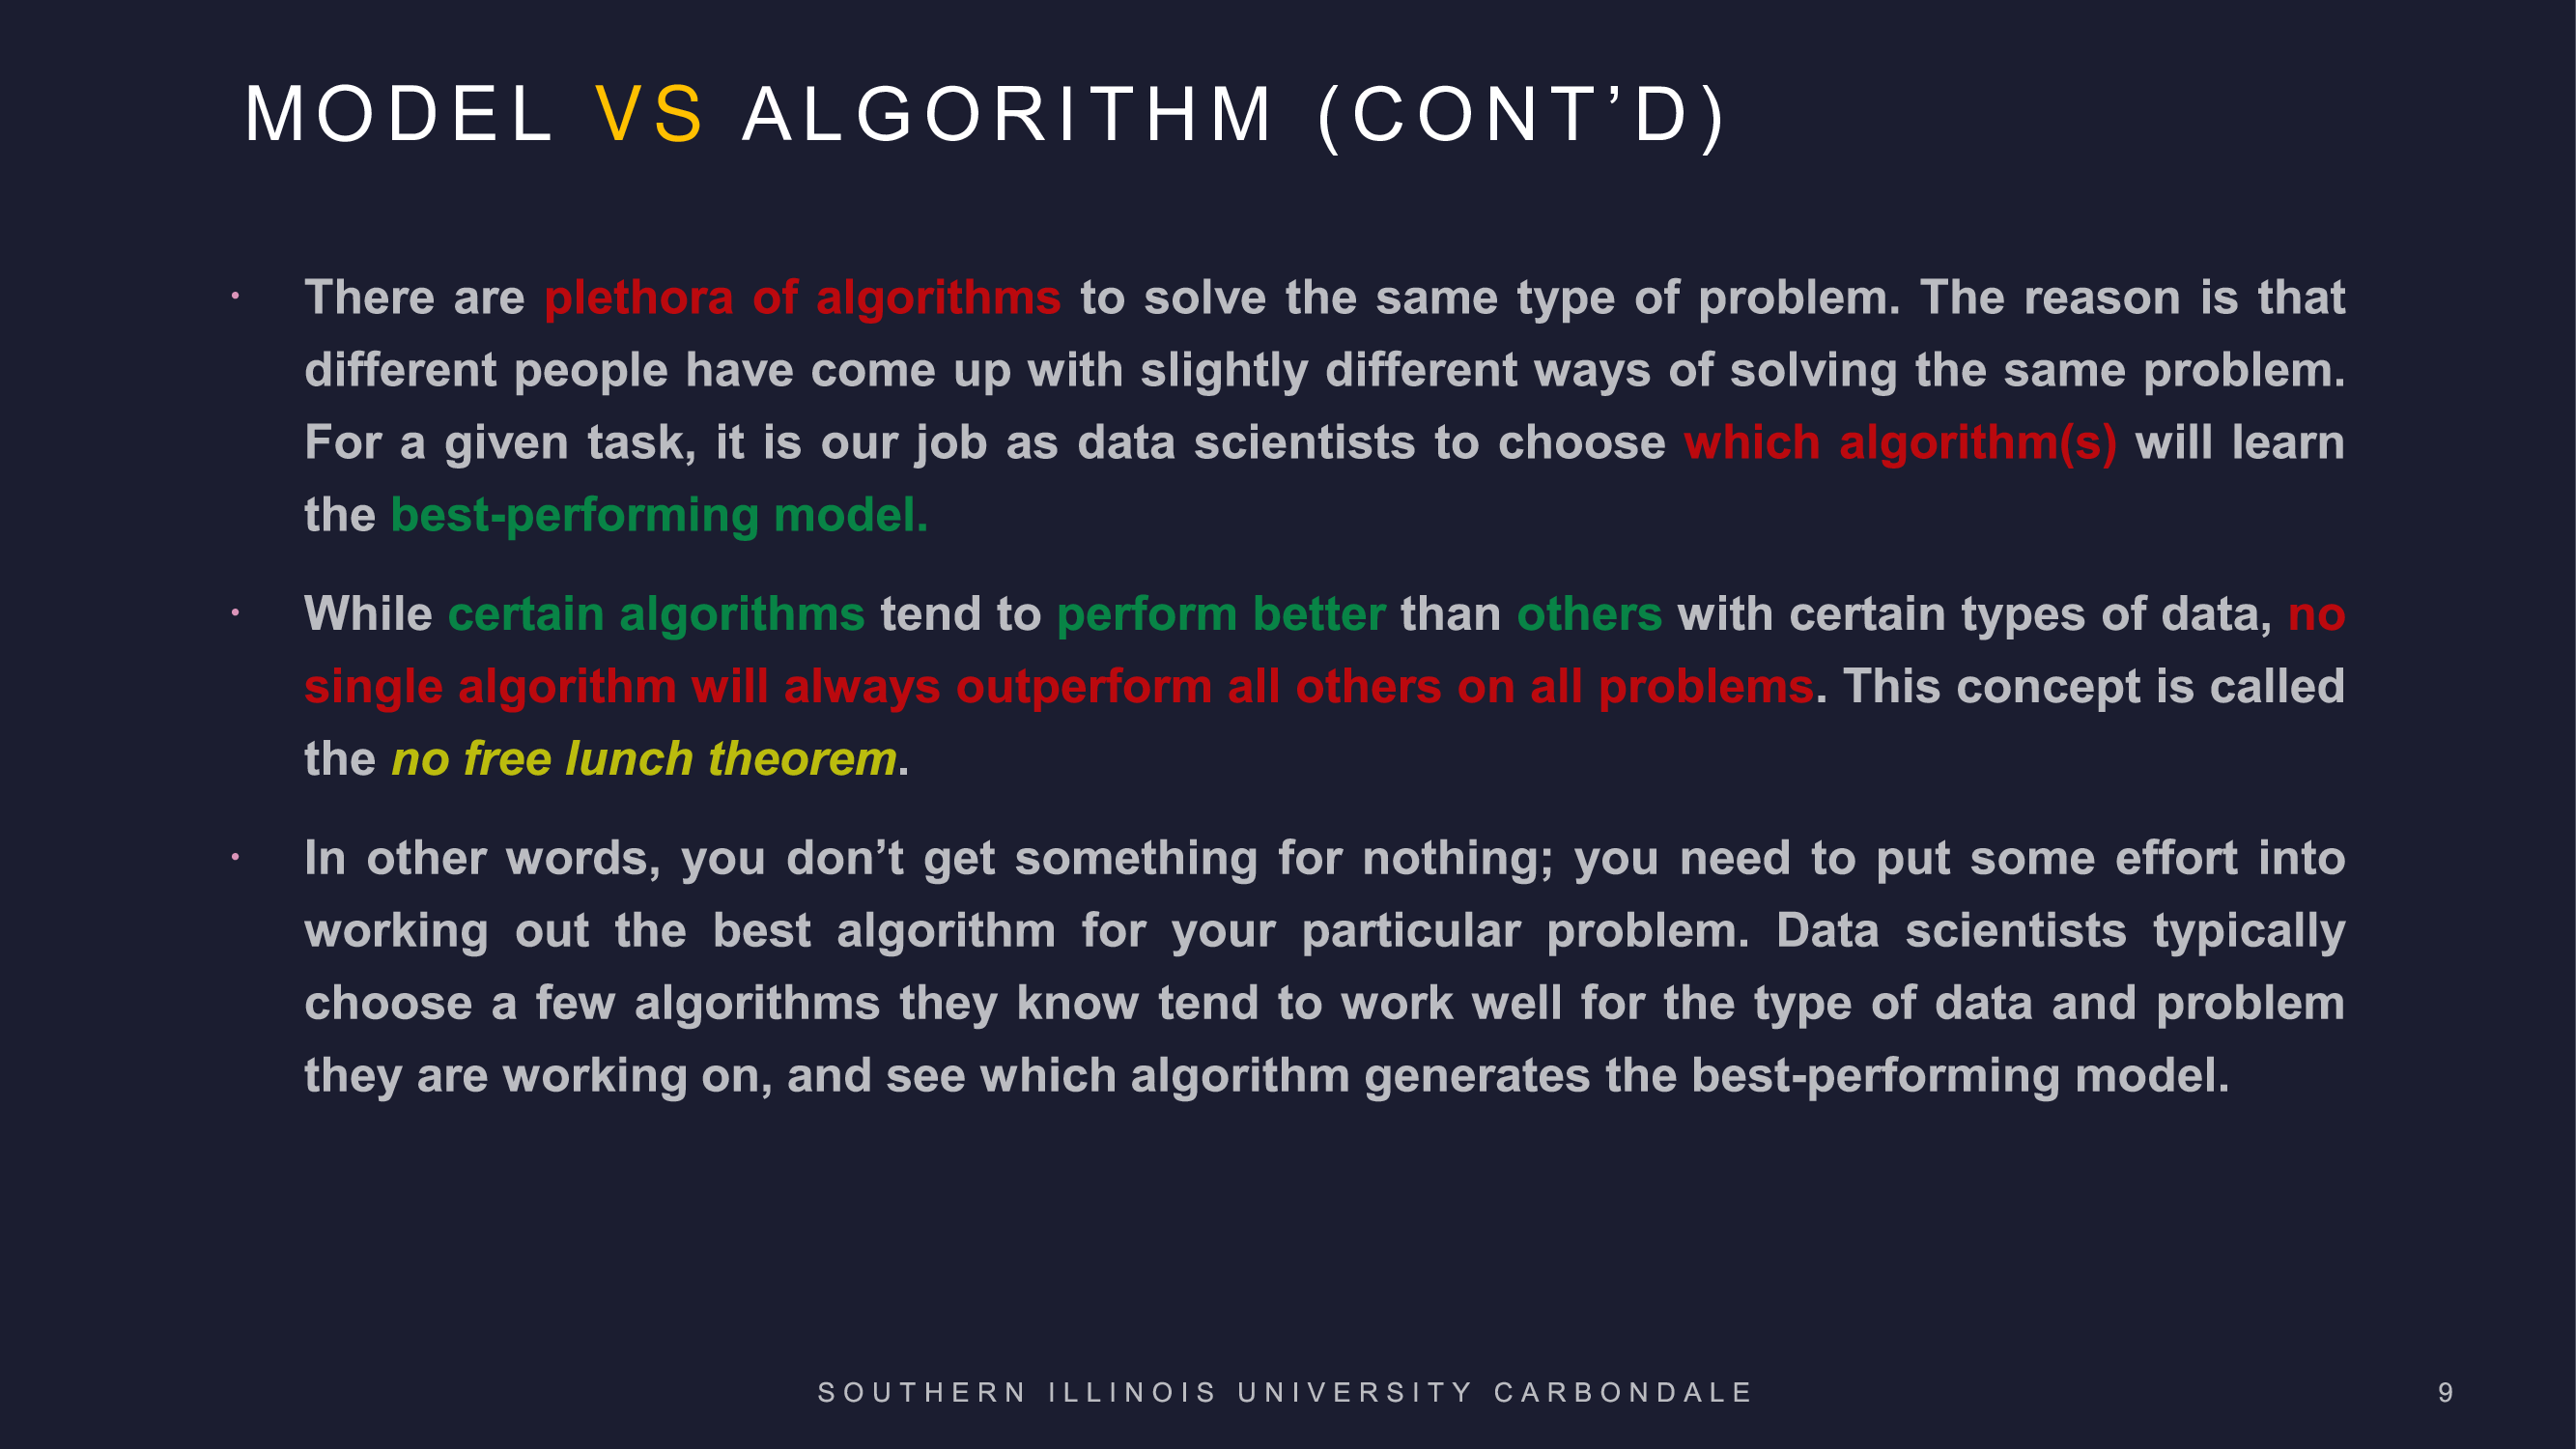 MODEL VS ALGORITHM (CONT’D)
· There are plethora of algorithms to solve the same type of problem. The reason is that
different people have come up with slightly different ways of solving the same problem.
For a given task, it is our job as data scientists to choose which algorithm(s) will learn
the best-performing model.
· While certain algorithms tend to perform better than others with certain types of data, no
single algorithm will always outperform all others on all problems. This concept is called
the no free lunch theorem.
· In other words, you don’t get something for nothing; you need to put some effort into
working out the best algorithm for your particular problem. Data scientists typically
choose a few algorithms they know tend to work well for the type of data and problem
they are working on, and see which algorithm generates the best-performing model.
SOUTHERN ILLINOIS UNIVERSITY CARBONDALE
9